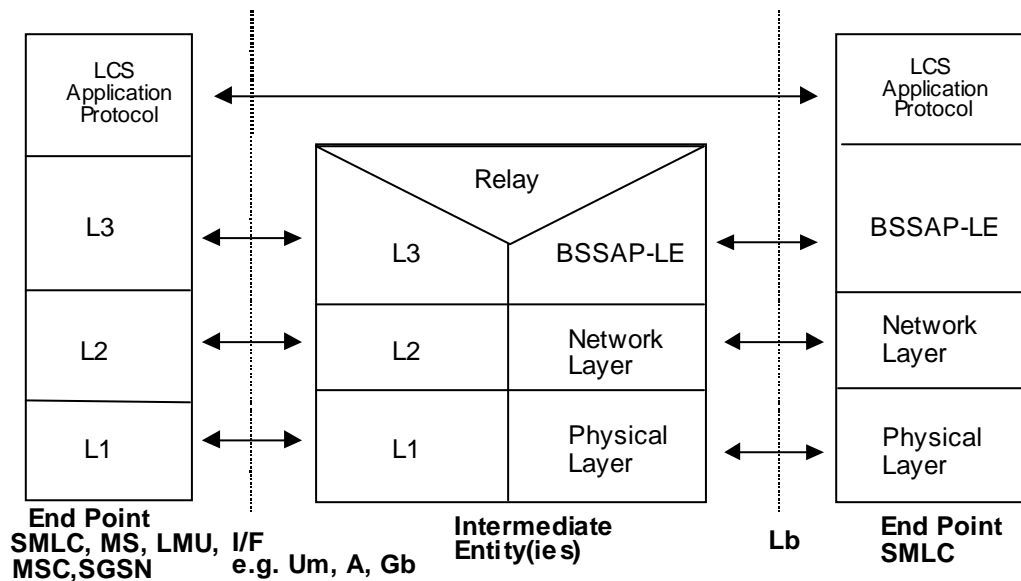 LCS
Application
Protocol
LCS
Application
Protocol
Relay
L3
L3
BSSAP-LE
BSSAP-LE
L2
L2
Network
Layer
Network
Layer
L1
L1
Physical
Layer
Physical
Layer
End Point
SMLC, MS, LMU,
MSC,SGSN
I/F
e.g. Um, A, Gb
Intermediate
Entity(ies)
Lb
End Point
SMLC